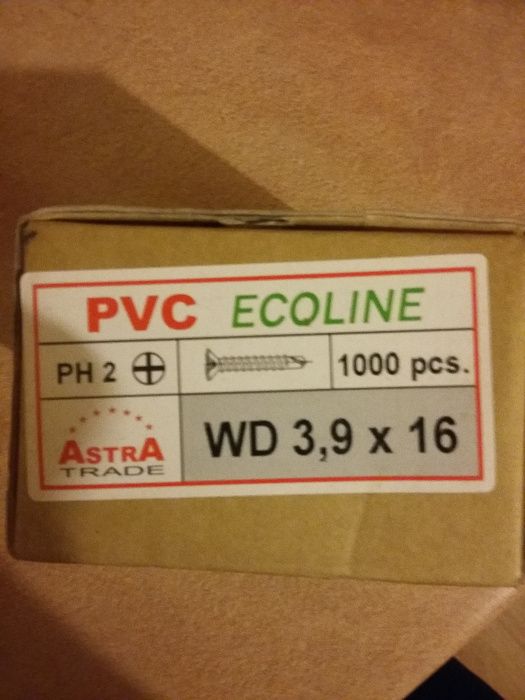 PVC ECOLINE
PH 2 1000 pcs.
ASTRA
TRADE
WD 3,9 x 16